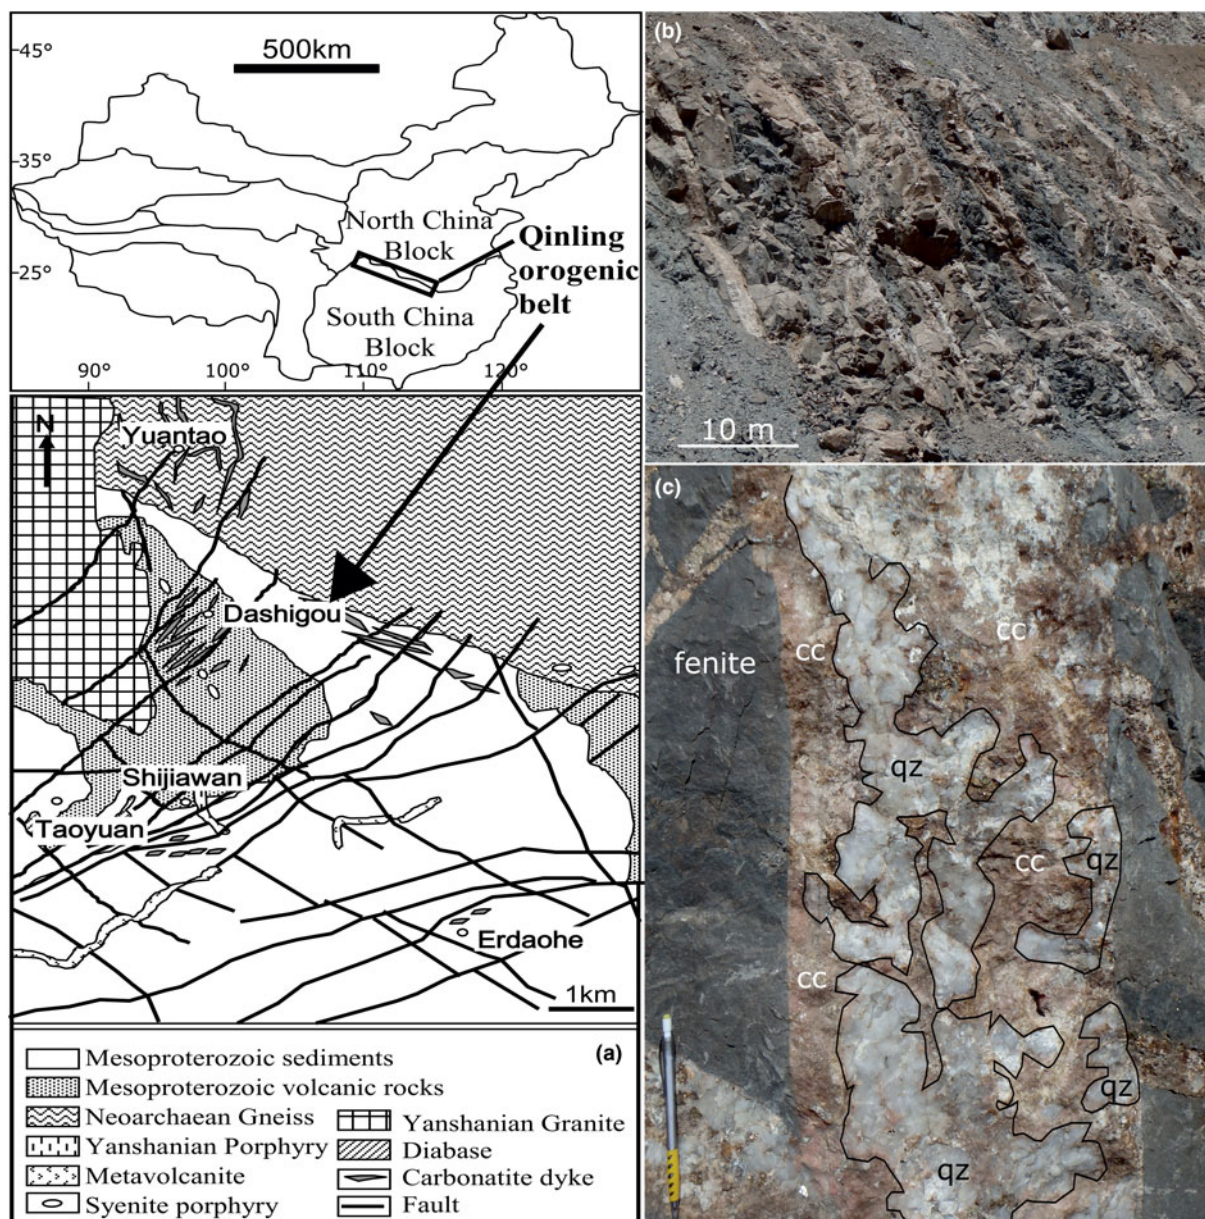 500km
45°
35°
25°
North China
Block
Qinling
orogenic
belt
South China
Block
90°
100°
110°
120°
N
Yuantao
Dashigou
Shijiawan
Taoyuan
Erdaohe
1km
(a)
Mesoproterozoic sediments
Mesoproterozoic volcanic rocks
Neoarchaean Gneiss
Yanshanian Granite
Yanshanian Porphyry
Diabase
Metavolcanite
Carbonatite dyke
Syenite porphyry
Fault
(b)
10 m
(c)
cc
cc
fenite
qz
cc
qz
cc
qz
qz